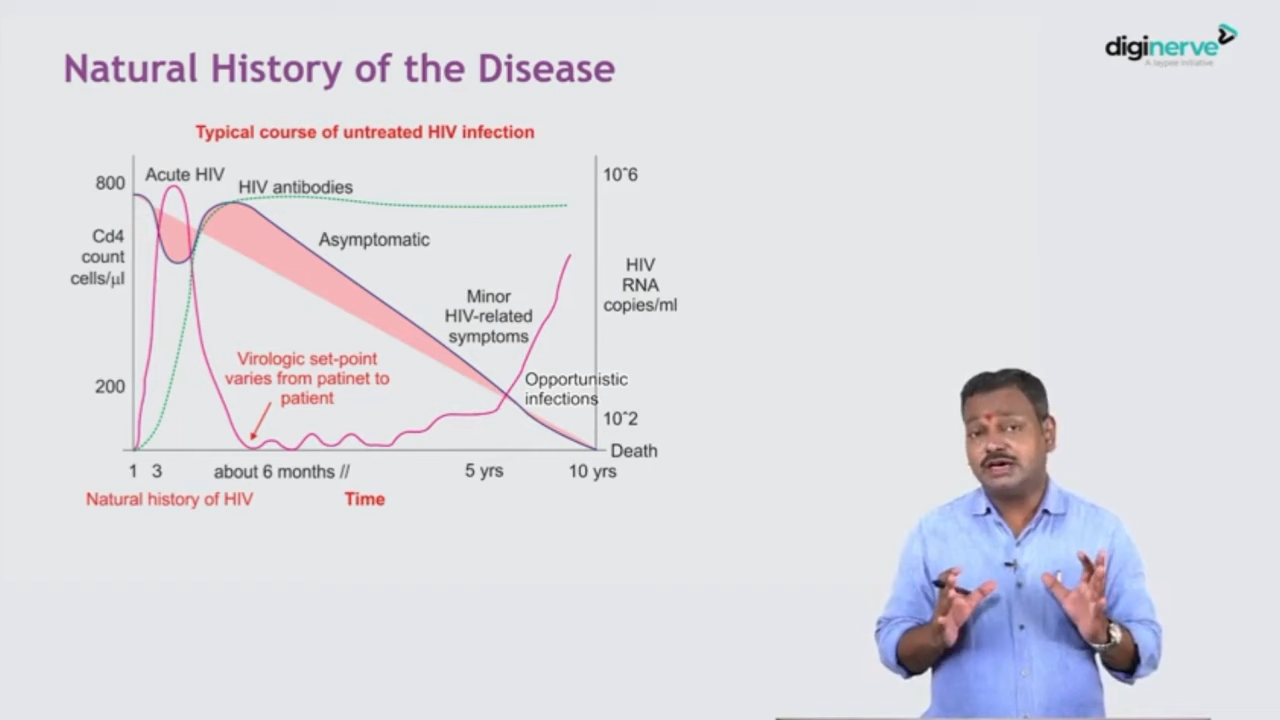 Natural History of the Disease
diginerve
A Jaypee Initiative
Typical course of untreated HIV infection
800
Acute HIV
HIV antibodies
10^6
Cd4
count
cells/µl
Asymptomatic
HIV
RNA
copies/ml
Minor
HIV-related
symptoms
Virologic set-point
varies from patinet to
patient
200
Opportunistic
infections
10^2
Death
1 3 about 6 months // 5 yrs 10 yrs
Natural history of HIV
Time